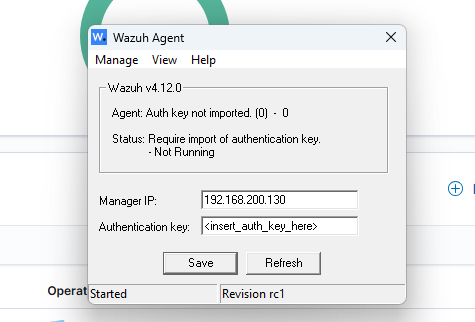 W. Wazuh Agent
Manage View Help
Wazuh v4.12.0
Agent: Auth key not imported. (0) - 0
Status: Require import of authentication key.
- Not Running
Manager IP: 192.168.200.130
Authentication key: <insert_auth_key_here>
Save Refresh
Operat
Started Revision rc1